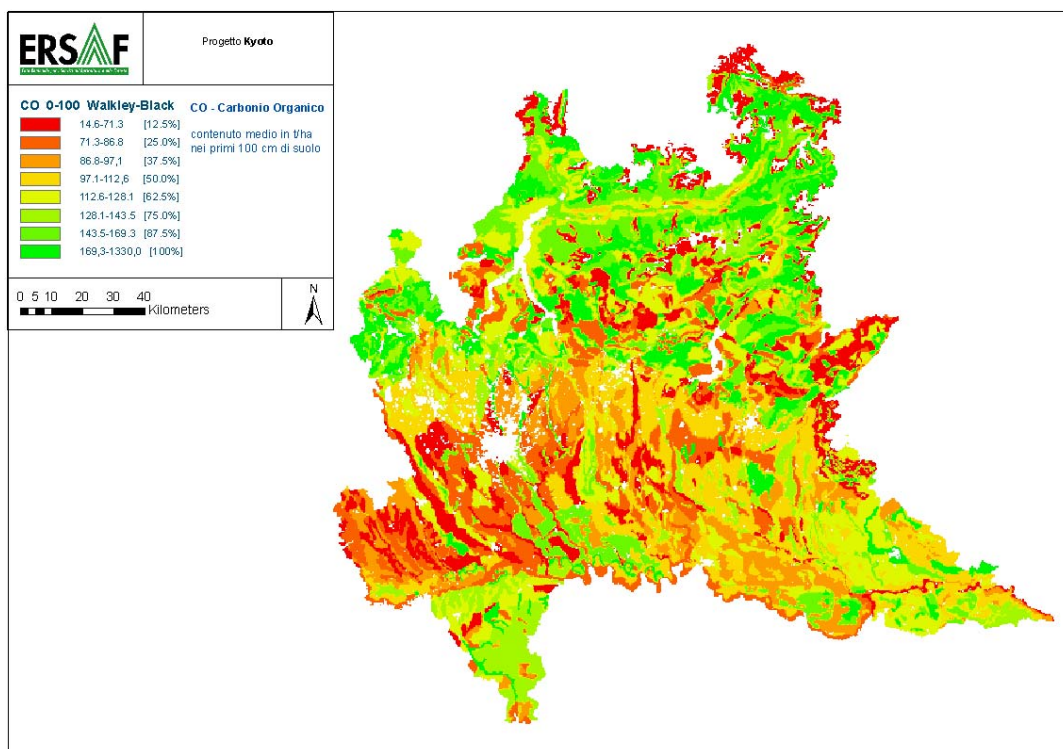 ERSAF
Progetto Kyoto
CO 0-100 Walkley-Black
CO - Carbonio Organico
contenuto medio in t/ha
nei primi 100 cm di suolo
14.6-71.3 [12.5%]
71.3-86.8 [25.0%]
86.8-97,1 [37.5%]
97.1-112,6 [50.0%]
112.6-128.1 [62.5%]
128.1-143.5 [75.0%]
143.5-169.3 [87.5%]
169,3-1330,0 [100%]
0 5 10 20 30 40
Kilometers
N